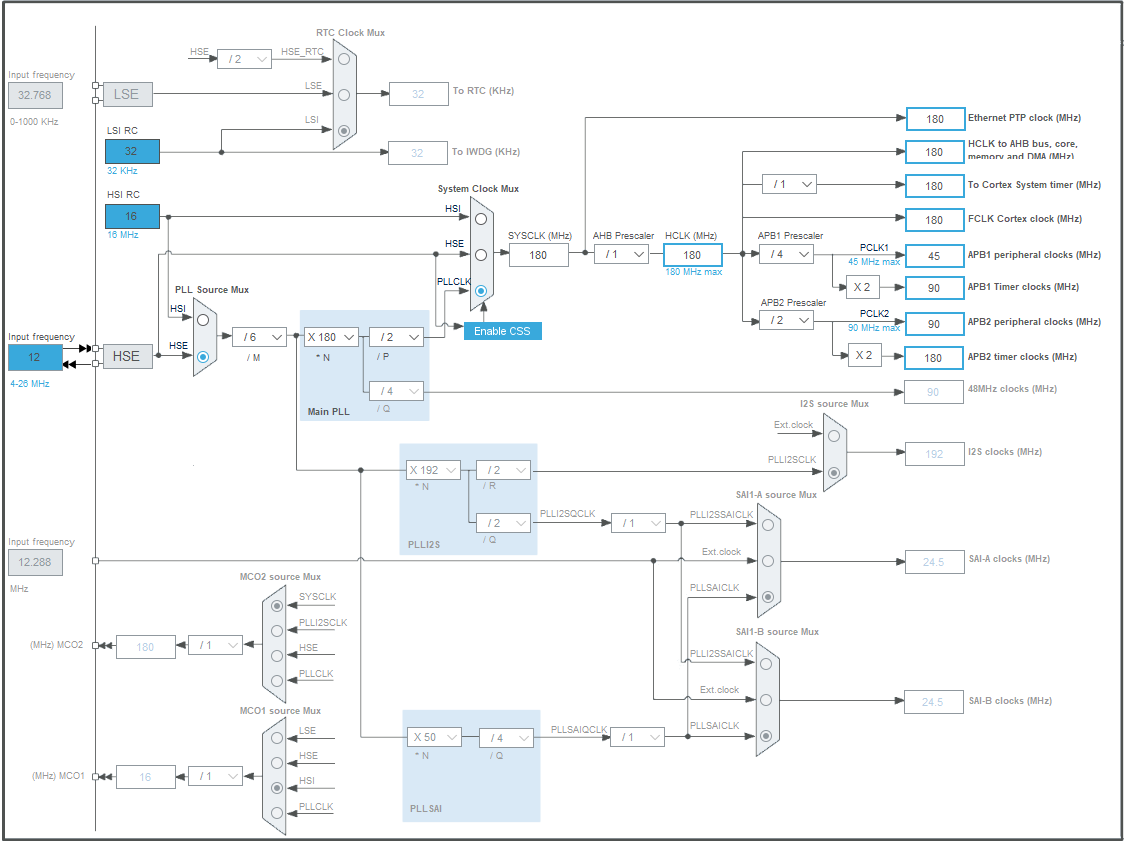 RTC Clock Mux
HSE
/ 2
HSE_RTC
Input frequency
32.768
0-1000 KHz
LSE
LSE
32
To RTC (KHz)
LSI RC
32
32 KHz
LSI
32
To IWDG (KHz)
HSI RC
16
16 MHz
System Clock Mux
HSI
HSE
PLLCLK
SYSCLK (MHz)
180
AHB Prescaler
/ 1
HCLK (MHz)
180
180 MHz max
180
Ethernet PTP clock (MHz)
180
HCLK to AHB bus, core,
memory and DMA (MHz)
/ 1
180
To Cortex System timer (MHz)
180
FCLK Cortex clock (MHz)
APB1 Prescaler
/ 4
PCLK1
45 MHz max
45
APB1 peripheral clocks (MHz)
X 2
90
APB1 Timer clocks (MHz)
APB2 Prescaler
/ 2
PCLK2
90 MHz max
90
APB2 peripheral clocks (MHz)
X 2
180
APB2 timer clocks (MHz)
PLL Source Mux
HSI
HSE
Input frequency
12
4-26 MHz
HSE
/ 6
/ M
X 180
* N
/ 2
/ P
/ 4
/ Q
Main PLL
Enable CSS
90
48MHz clocks (MHz)
I2S source Mux
Ext.clock
PLLI2SCLK
192
I2S clocks (MHz)
X 192
* N
/ 2
/ R
/ 2
/ Q
PLLI2S
PLLI2SQCLK
/ 1
SAI1-A source Mux
PLLI2SSAICLK
Ext.clock
PLLSAICLK
24.5
SAI-A clocks (MHz)
Input frequency
12.288
MHz
MCO2 source Mux
SYSCLK
PLLI2SCLK
HSE
PLLCLK
(MHz) MCO2
180
/ 1
SAI1-B source Mux
PLLI2SSAICLK
Ext.clock
PLLSAICLK
24.5
SAI-B clocks (MHz)
MCO1 source Mux
LSE
HSE
HSI
PLLCLK
(MHz) MCO1
16
/ 1
X 50
* N
/ 4
/ Q
PLLSAI
PLLSAIQCLK
/ 1